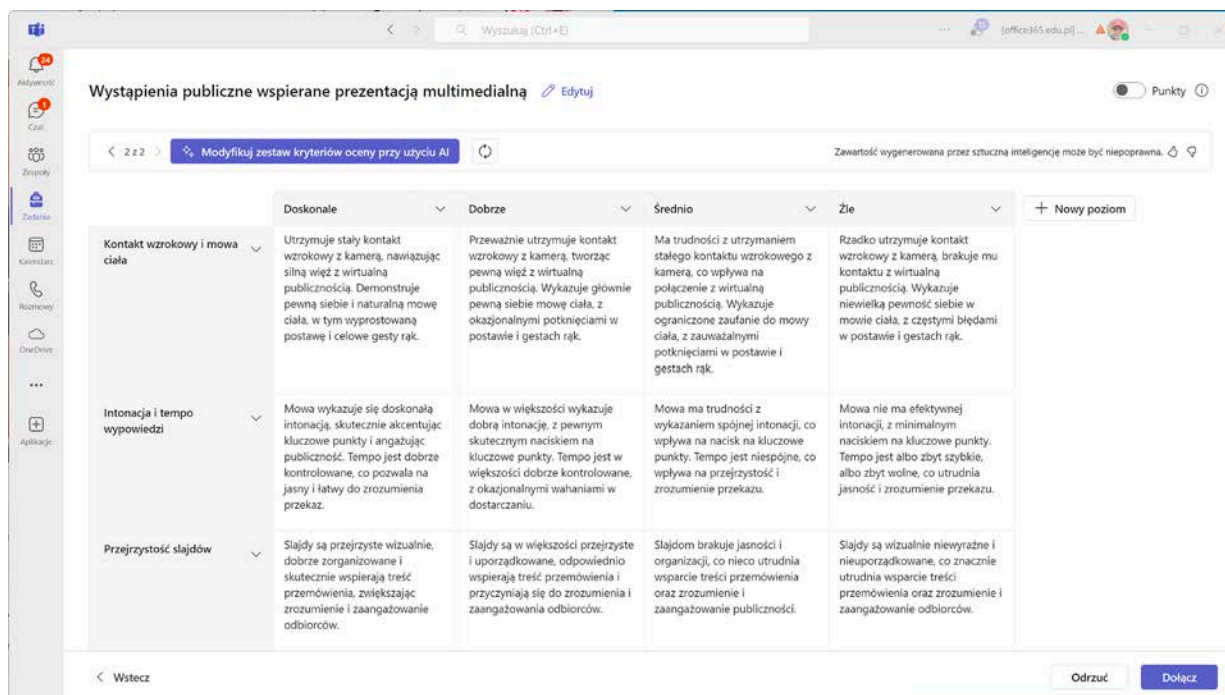 Wyszukaj (Ctrl+E)
[office365.edu.pl] ...
24
Aktywność
1
Czat
Zespoły
Zadania
Kalendarz
Rozmowy
OneDrive
Aplikacje
Wystąpienia publiczne wspierane prezentacją multimedialną
Edytuj
Punkty
2 z 2
Modyfikuj zestaw kryteriów oceny przy użyciu AI
Zawartość wygenerowana przez sztuczną inteligencję może być niepoprawna.
Doskonale
Dobrze
Średnio
Źle
+ Nowy poziom
Kontakt wzrokowy i mowa
ciała
Utrzymuje stały kontakt
wzrokowy z kamerą, nawiązując
silną więź z wirtualną
publicznością. Demonstruje
pewną siebie i naturalną mowę
ciała, w tym wyprostowaną
postawę i celowe gesty rąk.
Przeważnie utrzymuje kontakt
wzrokowy z kamerą, tworząc
pewną więź z wirtualną
publicznością. Wykazuje głównie
pewną siebie mowę ciała, z
okazjonalnymi potknięciami w
postawie i gestach rąk.
Ma trudności z utrzymaniem
stałego kontaktu wzrokowego z
kamerą, co wpływa na
połączenie z wirtualną
publicznością. Wykazuje
ograniczone zaufanie do mowy
ciała, z zauważalnymi
potknięciami w postawie i
gestach rąk.
Rzadko utrzymuje kontakt
wzrokowy z kamerą, brakuje mu
kontaktu z wirtualną
publicznością. Wykazuje
niewielką pewność siebie w
mowie ciała, z częstymi błędami
w postawie i gestach rąk.
Intonacja i tempo
wypowiedzi
Mowa wykazuje się doskonałą
intonacją, skutecznie akcentując
kluczowe punkty i angażując
publiczność. Tempo jest dobrze
kontrolowane, co pozwala na
jasny i łatwy do zrozumienia
przekaz.
Mowa w większości wykazuje
dobrą intonację, z pewnym
skutecznym naciskiem na
kluczowe punkty. Tempo jest w
większości dobrze kontrolowane,
z okazjonalnymi wahaniami w
dostarczaniu.
Mowa ma trudności z
wykazaniem spójnej intonacji, co
wpływa na nacisk na kluczowe
punkty. Tempo jest niespójne, co
wpływa na przejrzystość i
zrozumienie przekazu.
Mowa nie ma efektywnej
intonacji, z minimalnym
naciskiem na kluczowe punkty.
Tempo jest albo zbyt szybkie,
albo zbyt wolne, co utrudnia
jasność i zrozumienie przekazu.
Przejrzystość slajdów
Slajdy są przejrzyste wizualnie,
dobrze zorganizowane i
skutecznie wspierają treść
przemówienia, zwiększając
zrozumienie i zaangażowanie
odbiorców.
Slajdy są w większości przejrzyste
i uporządkowane, odpowiednio
wspierają treść przemówienia i
przyczyniają się do zrozumienia i
zaangażowania odbiorców.
Slajdom brakuje jasności i
organizacji, co nieco utrudnia
wsparcie treści przemówienia
oraz zrozumienie i
zaangażowanie publiczności.
Slajdy są wizualnie niewyraźne i
nieuporządkowane, co znacznie
utrudnia wsparcie treści
przemówienia oraz zrozumienie i
zaangażowanie odbiorców.
Wstecz
Odrzuć
Dołącz